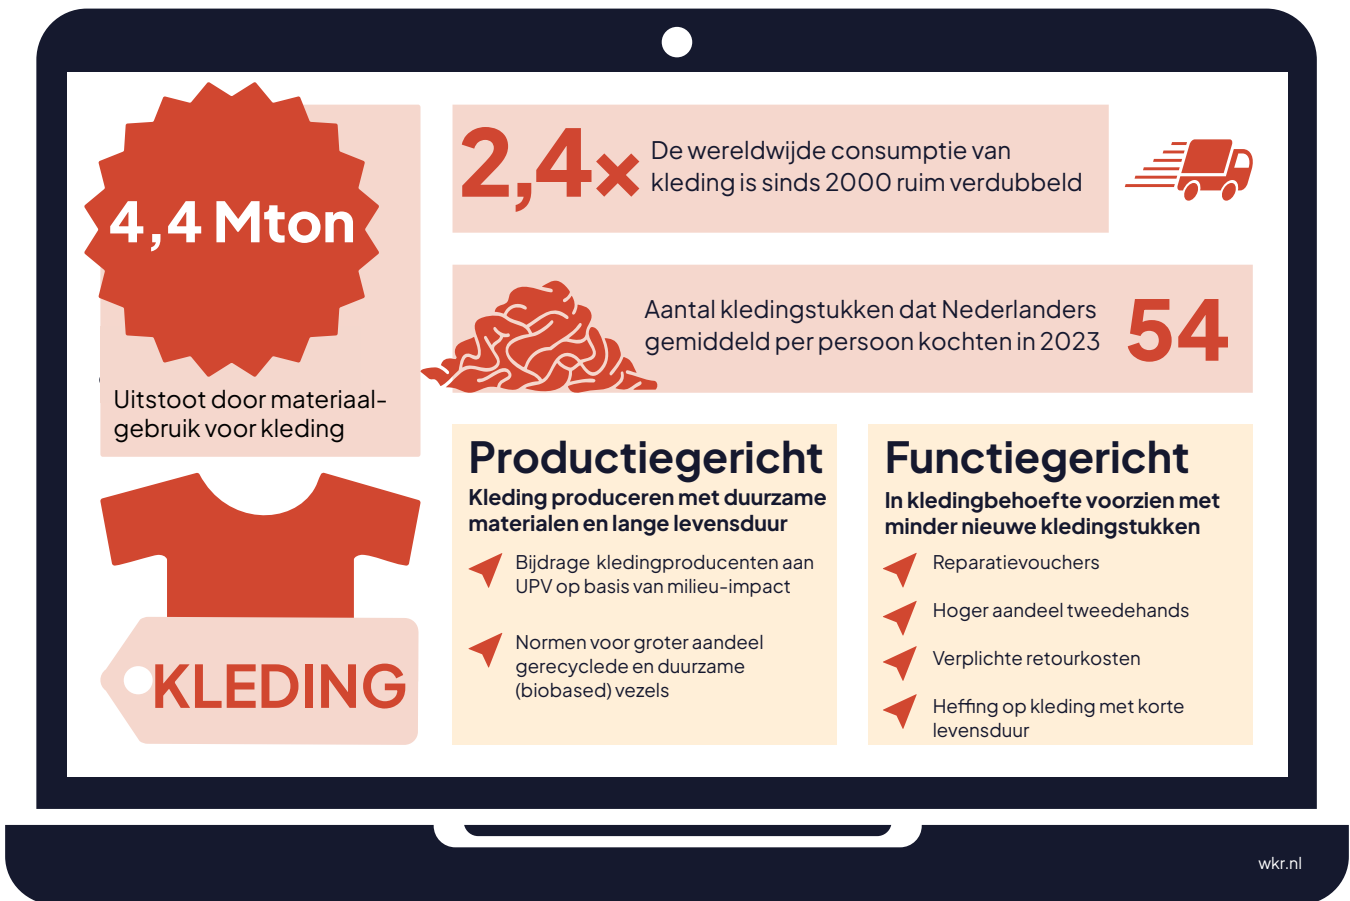 4,4 Mton
Uitstoot door materiaal-
gebruik voor kleding
KLEDING
2,4×
De wereldwijde consumptie van
kleding is sinds 2000 ruim verdubbeld
Aantal kledingstukken dat Nederlanders
gemiddeld per persoon kochten in 2023
54
Productiegericht
Kleding produceren met duurzame
materialen en lange levensduur
Bijdrage kledingproducenten aan
UPV op basis van milieu-impact
Normen voor groter aandeel
gerecyclede en duurzame
(biobased) vezels
Functiegericht
In kledingbehoefte voorzien met
minder nieuwe kledingstukken
Reparatievouchers
Hoger aandeel tweedehands
Verplichte retourkosten
Heffing op kleding met korte
levensduur
wkr.nl